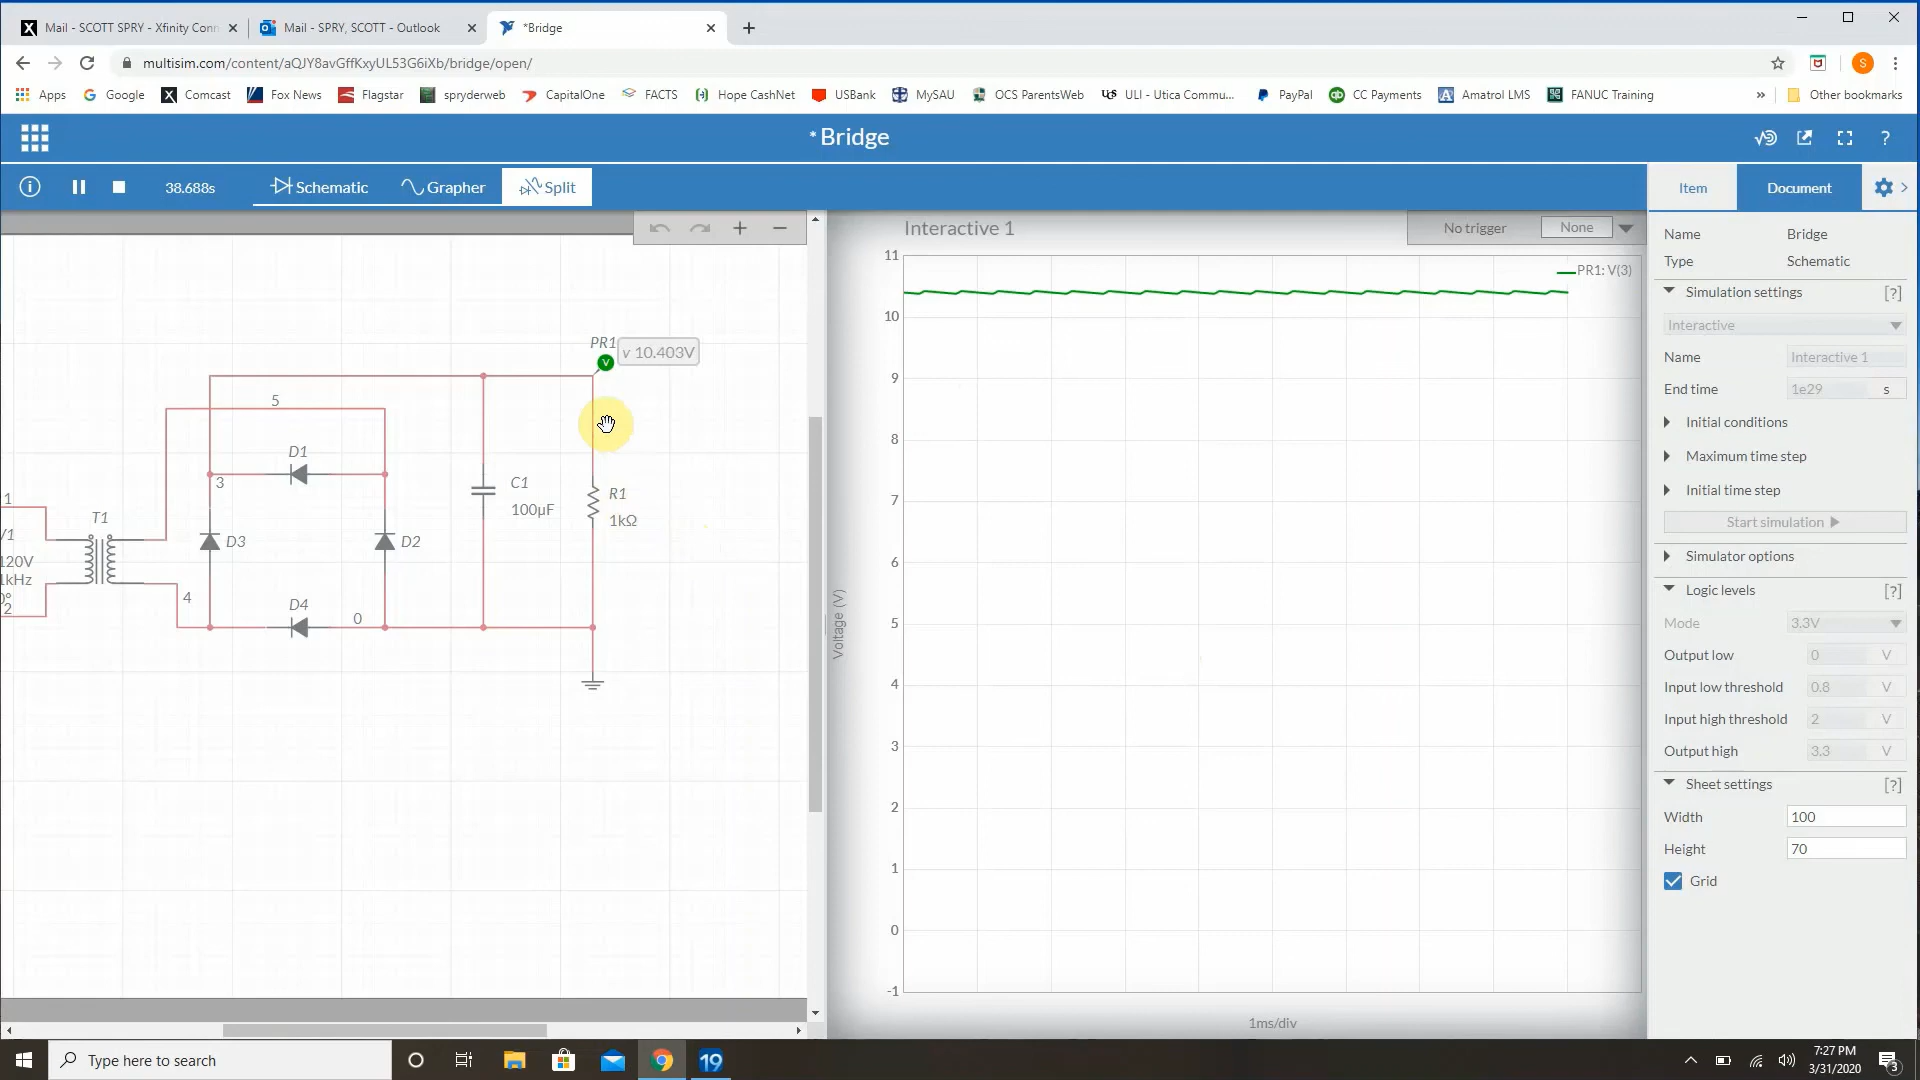 Mail - SCOTT SPRY - Xfinity Conn
Mail - SPRY, SCOTT - Outlook
*Bridge
multisim.com/content/aQJY8avGffKxyUL53G6iXb/bridge/open/
S
Apps
Google
Comcast
Fox News
Flagstar
spryderweb
CapitalOne
FACTS
Hope CashNet
USBank
MySAU
OCS ParentsWeb
ULI - Utica Commu...
PayPal
CC Payments
Amatrol LMS
FANUC Training
»
Other bookmarks
* Bridge
?
38.688s
Schematic
Grapher
Split
Item
Document
Interactive 1
No trigger
None
PR1: V(3)
11
10
9
8
7
6
5
4
3
2
1
0
-1
Voltage (V)
1ms/div
PR1
V
v 10.403V
5
D1
3
C1
100µF
R1
1kΩ
1
T1
V1
120V
1kHz
0°
2
D3
D2
4
D4
0
Name
Bridge
Type
Schematic
Simulation settings
[?]
Interactive
Name
Interactive 1
End time
1e29
s
Initial conditions
Maximum time step
Initial time step
Start simulation
Simulator options
Logic levels
[?]
Mode
3.3V
Output low
0
V
Input low threshold
0.8
V
Input high threshold
2
V
Output high
3.3
V
Sheet settings
[?]
Width
100
Height
70
Grid
Type here to search
19
7:27 PM
3/31/2020
3